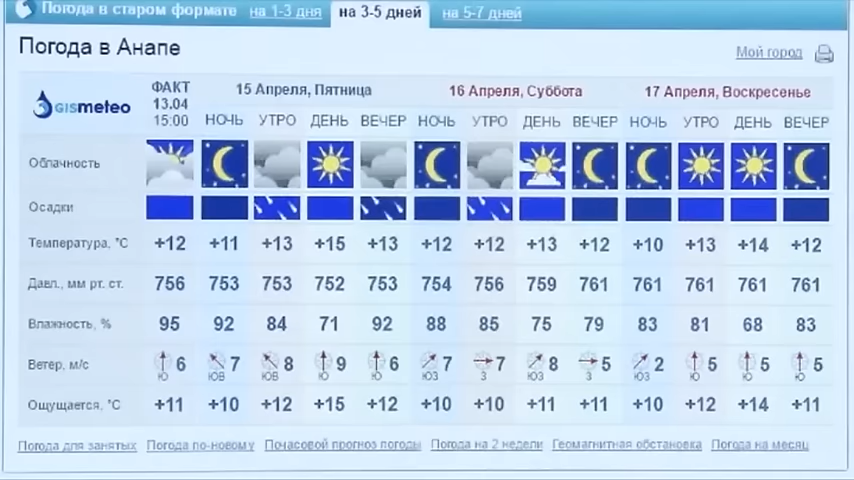 Погода в старом формате на 1-3 дня на 3-5 дней на 5-7 дней
Погода в Анапе
Мой город
GISMETEO
ФАКТ 13.04 15:00
15 Апреля, Пятница 16 Апреля, Суббота 17 Апреля, Воскресенье
НОЧЬ УТРО ДЕНЬ ВЕЧЕР НОЧЬ УТРО ДЕНЬ ВЕЧЕР НОЧЬ УТРО ДЕНЬ ВЕЧЕР
Облачность
Осадки
Температура, °C +12 +11 +13 +15 +13 +12 +12 +13 +12 +10 +13 +14 +12
Давл., мм рт. ст. 756 753 753 752 753 754 756 759 761 761 761 761 761
Влажность, % 95 92 84 71 92 88 85 75 79 83 81 68 83
Ветер, м/с 6 7 8 9 6 7 7 8 5 2 5 5 5
Ю ЮВ ЮВ Ю Ю ЮЗ З ЮЗ З ЮЗ Ю Ю Ю
Ощущается, °C +11 +10 +12 +15 +12 +10 +10 +11 +11 +10 +12 +14 +11
Погода для занятых Погода по-новому Почасовой прогноз погоды Погода на 2 недели Геомагнитная обстановка Погода на месяц